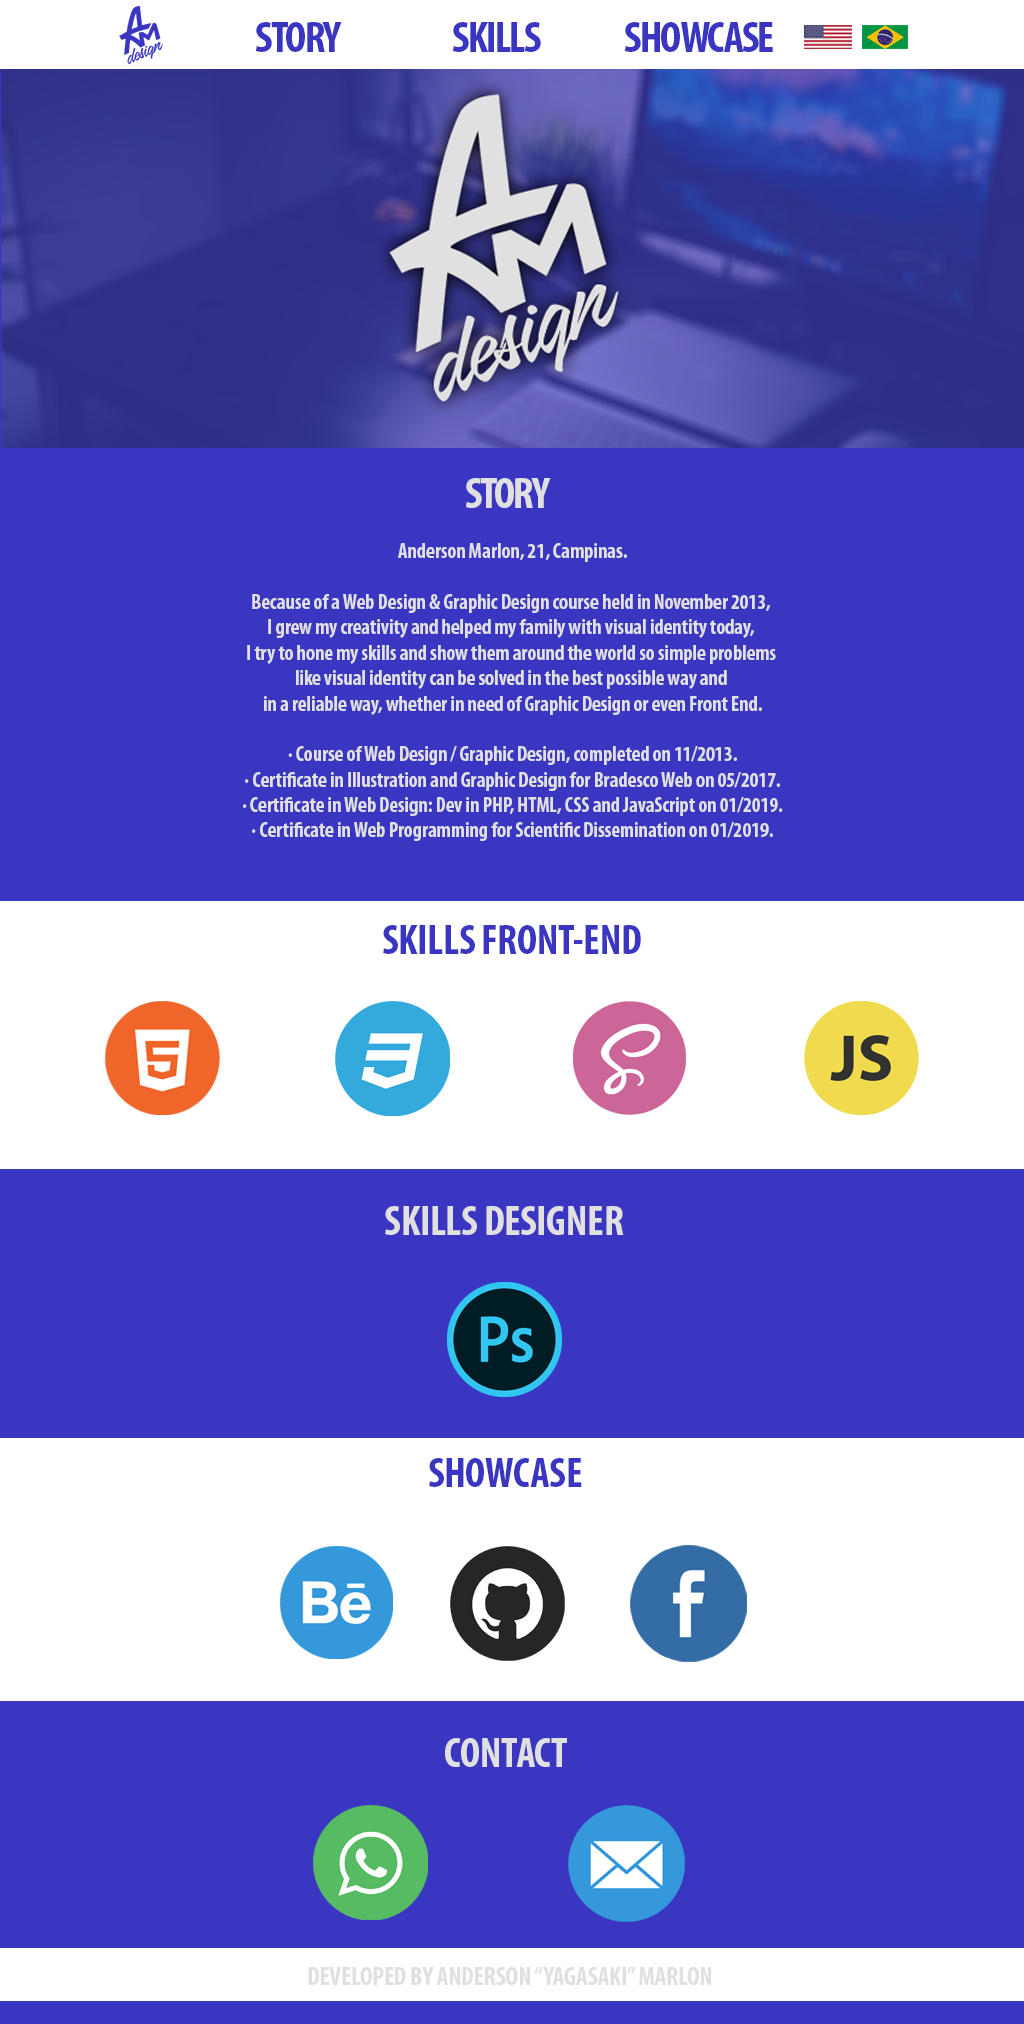 AM
design
STORY SKILLS SHOWCASE
AM
design
STORY
Anderson Marlon, 21, Campinas.
Because of a Web Design & Graphic Design course held in November 2013,
I grew my creativity and helped my family with visual identity today,
I try to hone my skills and show them around the world so simple problems
like visual identity can be solved in the best possible way and
in a reliable way, whether in need of Graphic Design or even Front End.
· Course of Web Design / Graphic Design, completed on 11/2013.
· Certificate in Illustration and Graphic Design for Bradesco Web on 05/2017.
· Certificate in Web Design: Dev in PHP, HTML, CSS and JavaScript on 01/2019.
· Certificate in Web Programming for Scientific Dissemination on 01/2019.
SKILLS FRONT-END
5 3 S JS
SKILLS DESIGNER
Ps
SHOWCASE
Bē f
CONTACT
DEVELOPED BY ANDERSON “YAGASAKI” MARLON